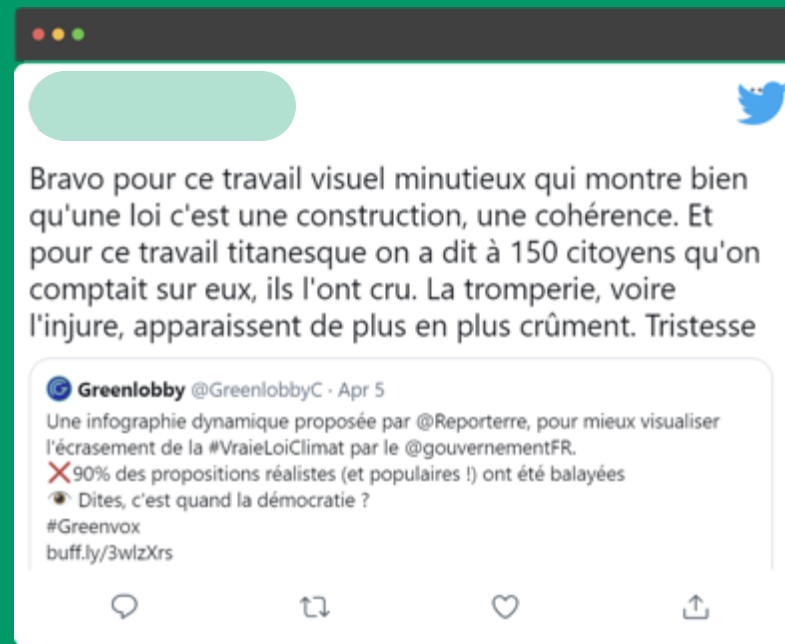 Bravo pour ce travail visuel minutieux qui montre bien
qu'une loi c'est une construction, une cohérence. Et
pour ce travail titanesque on a dit à 150 citoyens qu'on
comptait sur eux, ils l'ont cru. La tromperie, voire
l'injure, apparaissent de plus en plus crûment. Tristesse
Greenlobby @GreenlobbyC · Apr 5
Une infographie dynamique proposée par @Reporterre, pour mieux visualiser
l'écrasement de la #VraieLoiClimat par le @gouvernementFR.
❌90% des propositions réalistes (et populaires !) ont été balayées
👁 Dites, c'est quand la démocratie ?
#Greenvox
buff.ly/3wlzXrs